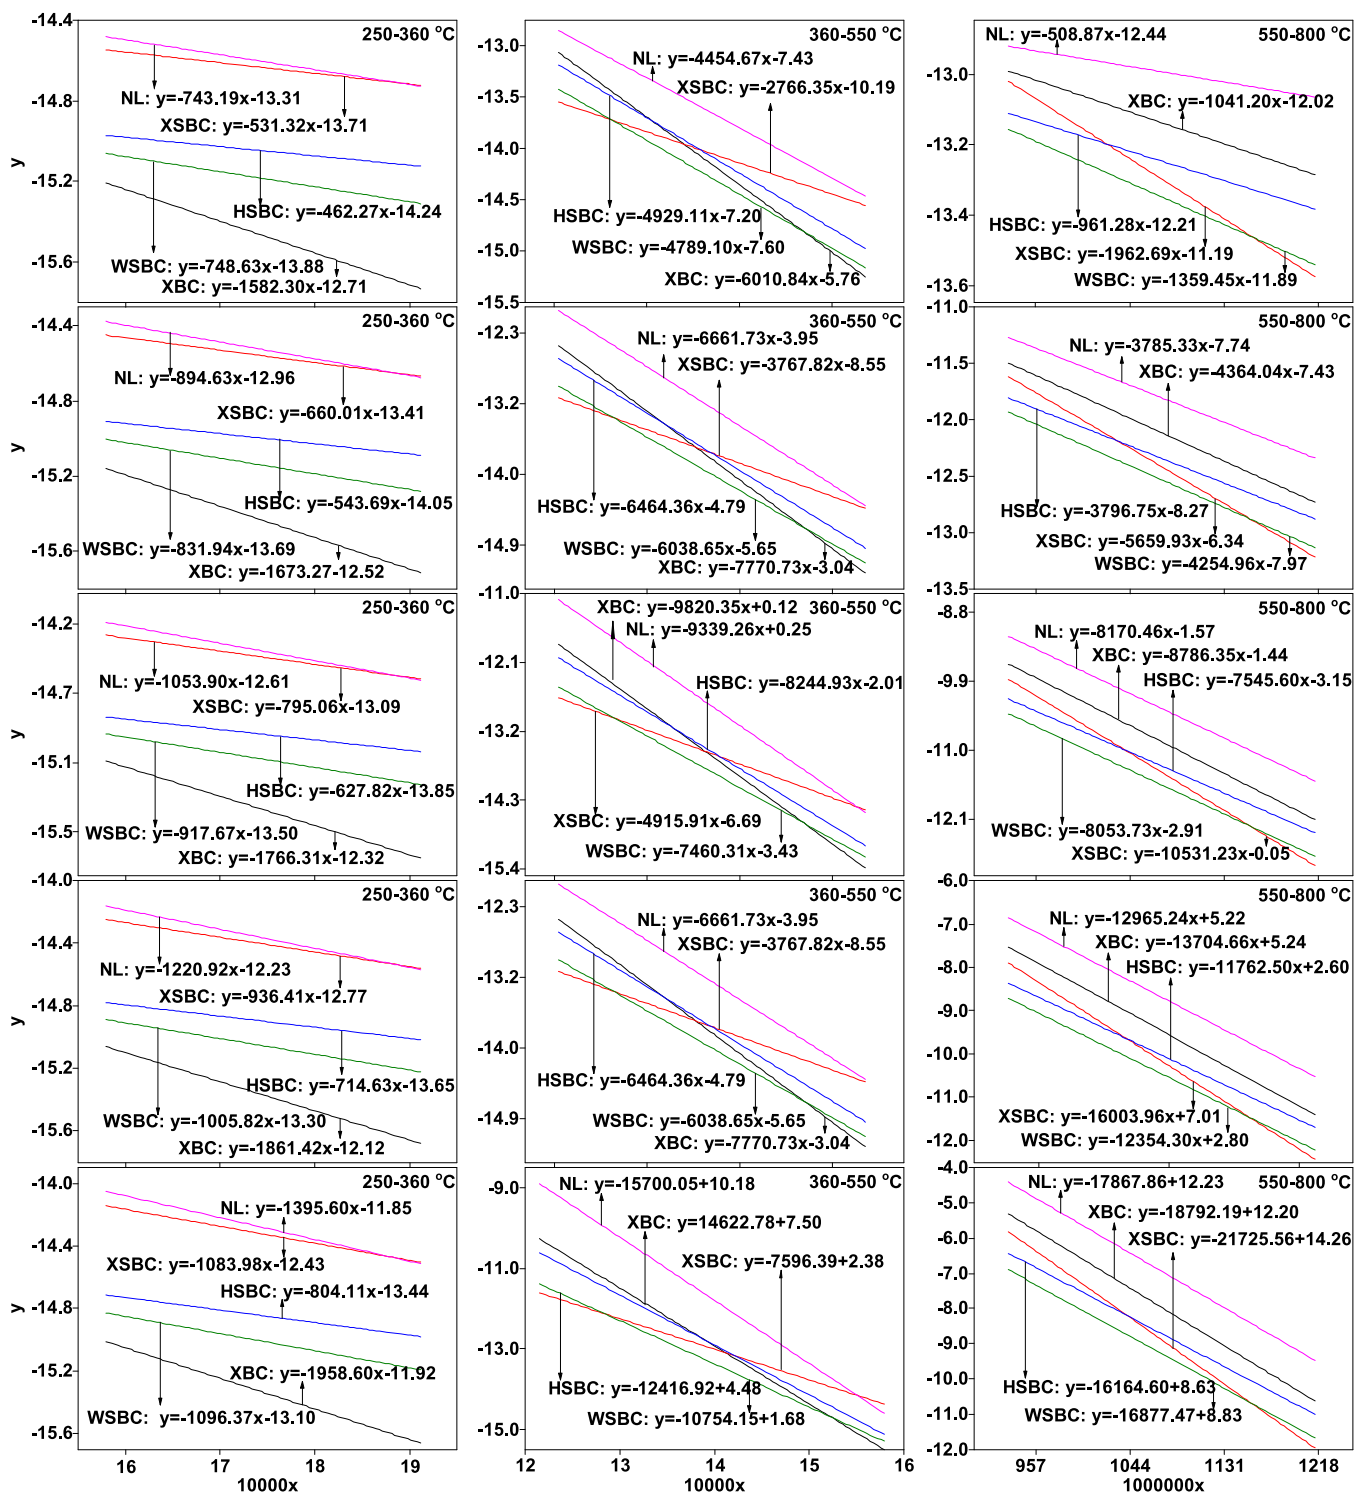 -14.4
-14.8
-15.2
-15.6
y
250-360 °C
NL: y=-743.19x-13.31
XSBC: y=-531.32x-13.71
HSBC: y=-462.27x-14.24
WSBC: y=-748.63x-13.88
XBC: y=-1582.30x-12.71
-13.0
-13.5
-14.0
-14.5
-15.0
-15.5
360-550 °C
NL: y=-4454.67x-7.43
XSBC: y=-2766.35x-10.19
HSBC: y=-4929.11x-7.20
WSBC: y=-4789.10x-7.60
XBC: y=-6010.84x-5.76
-13.0
-13.2
-13.4
-13.6
550-800 °C
NL: y=-508.87x-12.44
XBC: y=-1041.20x-12.02
HSBC: y=-961.28x-12.21
XSBC: y=-1962.69x-11.19
WSBC: y=-1359.45x-11.89
-14.4
-14.8
-15.2
-15.6
y
250-360 °C
NL: y=-894.63x-12.96
XSBC: y=-660.01x-13.41
HSBC: y=-543.69x-14.05
WSBC: y=-831.94x-13.69
XBC: y=-1673.27-12.52
-12.3
-13.2
-14.0
-14.9
360-550 °C
NL: y=-6661.73x-3.95
XSBC: y=-3767.82x-8.55
HSBC: y=-6464.36x-4.79
WSBC: y=-6038.65x-5.65
XBC: y=-7770.73x-3.04
-11.0
-11.5
-12.0
-12.5
-13.0
-13.5
550-800 °C
NL: y=-3785.33x-7.74
XBC: y=-4364.04x-7.43
HSBC: y=-3796.75x-8.27
XSBC: y=-5659.93x-6.34
WSBC: y=-4254.96x-7.97
-14.2
-14.7
-15.1
-15.5
y
250-360 °C
NL: y=-1053.90x-12.61
XSBC: y=-795.06x-13.09
HSBC: y=-627.82x-13.85
WSBC: y=-917.67x-13.50
XBC: y=-1766.31x-12.32
-11.0
-12.1
-13.2
-14.3
-15.4
360-550 °C
XBC: y=-9820.35x+0.12
NL: y=-9339.26x+0.25
HSBC: y=-8244.93x-2.01
XSBC: y=-4915.91x-6.69
WSBC: y=-7460.31x-3.43
-8.8
-9.9
-11.0
-12.1
550-800 °C
NL: y=-8170.46x-1.57
XBC: y=-8786.35x-1.44
HSBC: y=-7545.60x-3.15
WSBC: y=-8053.73x-2.91
XSBC: y=-10531.23x-0.05
-14.0
-14.4
-14.8
-15.2
-15.6
y
250-360 °C
NL: y=-1220.92x-12.23
XSBC: y=-936.41x-12.77
HSBC: y=-714.63x-13.65
WSBC: y=-1005.82x-13.30
XBC: y=-1861.42x-12.12
-12.3
-13.2
-14.0
-14.9
360-550 °C
NL: y=-6661.73x-3.95
XSBC: y=-3767.82x-8.55
HSBC: y=-6464.36x-4.79
WSBC: y=-6038.65x-5.65
XBC: y=-7770.73x-3.04
-6.0
-7.0
-8.0
-9.0
-10.0
-11.0
-12.0
550-800 °C
NL: y=-12965.24x+5.22
XBC: y=-13704.66x+5.24
HSBC: y=-11762.50x+2.60
XSBC: y=-16003.96x+7.01
WSBC: y=-12354.30x+2.80
-14.0
-14.4
-14.8
-15.2
-15.6
y
250-360 °C
NL: y=-1395.60x-11.85
XSBC: y=-1083.98x-12.43
HSBC: y=-804.11x-13.44
XBC: y=-1958.60x-11.92
WSBC:  y=-1096.37x-13.10
16 17 18 19
10000x
-9.0
-11.0
-13.0
-15.0
360-550 °C
NL: y=-15700.05+10.18
XBC: y=14622.78+7.50
XSBC: y=-7596.39+2.38
HSBC: y=-12416.92+4.48
WSBC: y=-10754.15+1.68
12 13 14 15 16
10000x
-4.0
-5.0
-6.0
-7.0
-8.0
-9.0
-10.0
-11.0
-12.0
550-800 °C
NL: y=-17867.86+12.23
XBC: y=-18792.19+12.20
XSBC: y=-21725.56+14.26
HSBC: y=-16164.60+8.63
WSBC: y=-16877.47+8.83
957 1044 1131 1218
1000000x